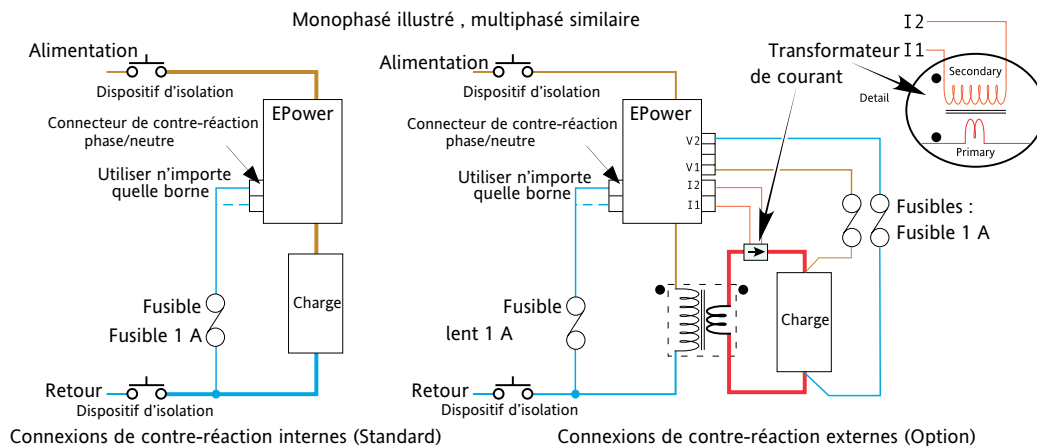 Monophasé illustré , multiphasé similaire
Alimentation
Dispositif d'isolation
EPower
Connecteur de contre-réaction
phase/neutre
Utiliser n'importe
quelle borne
Fusible
Fusible 1 A
Charge
Retour
Dispositif d'isolation
Connexions de contre-réaction internes (Standard)
Alimentation
Dispositif d'isolation
EPower
Connecteur de contre-réaction
phase/neutre
Utiliser n'importe
quelle borne
V2
V1
I2
I1
Fusible
lent 1 A
Charge
Fusibles :
Fusible 1 A
Retour
Dispositif d'isolation
Connexions de contre-réaction externes (Option)
Transformateur
de courant
I2
I1
Secondary
Detail
Primary